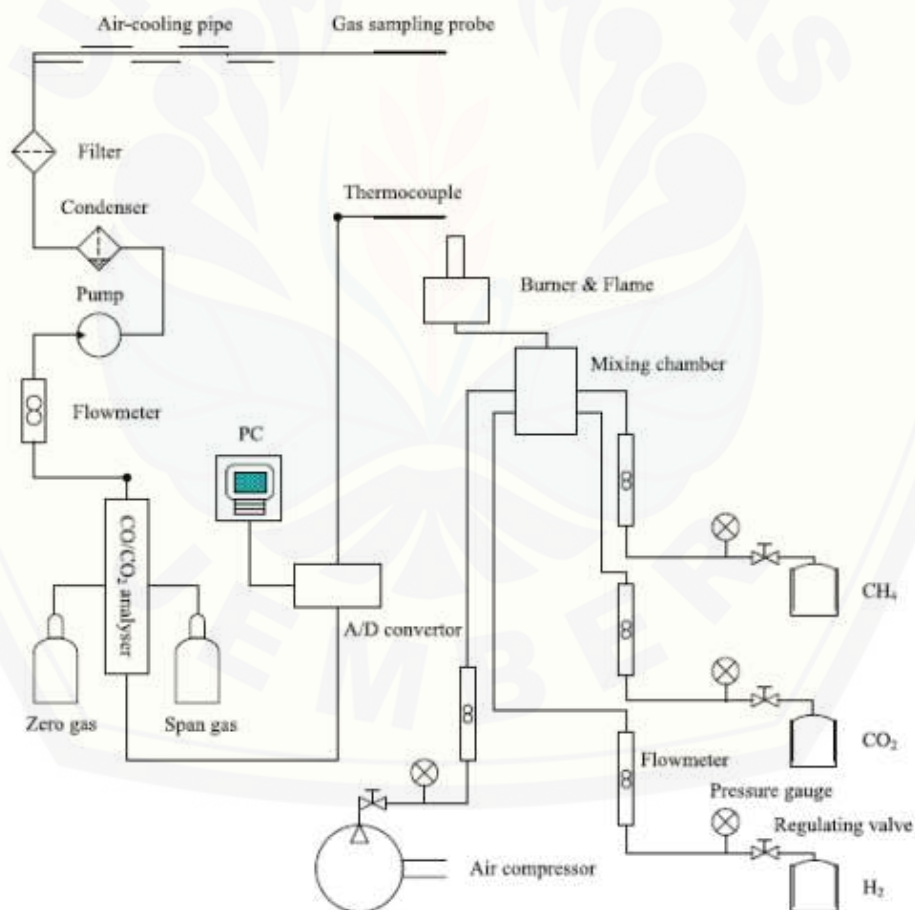 Air-cooling pipe
Gas sampling probe
Filter
Thermocouple
Condenser
Pump
Burner & Flame
Mixing chamber
Flowmeter
PC
CO/CO₂ analyser
CH₄
A/D convertor
Zero gas
Span gas
CO₂
Flowmeter
Pressure gauge
Regulating valve
Air compressor
H₂
EMBER